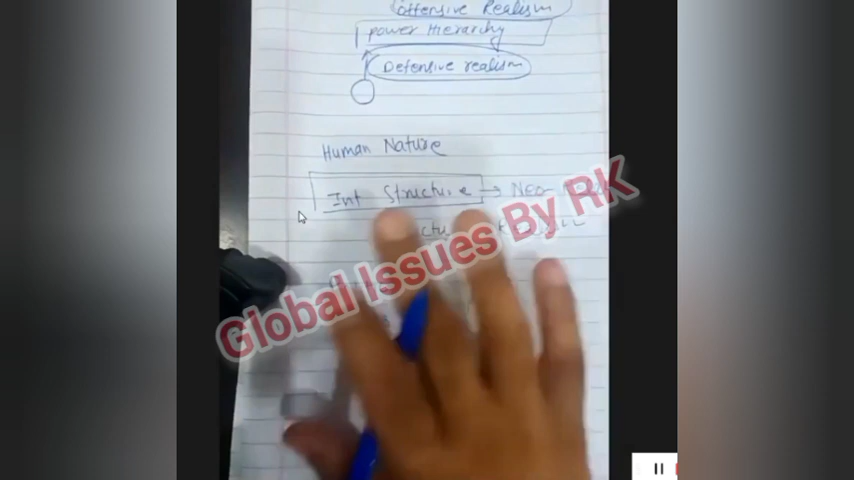 offensive Realism
power Hierarchy
Defensive realism
Human Nature
Int Structure → Neo-
Global Issues By RK